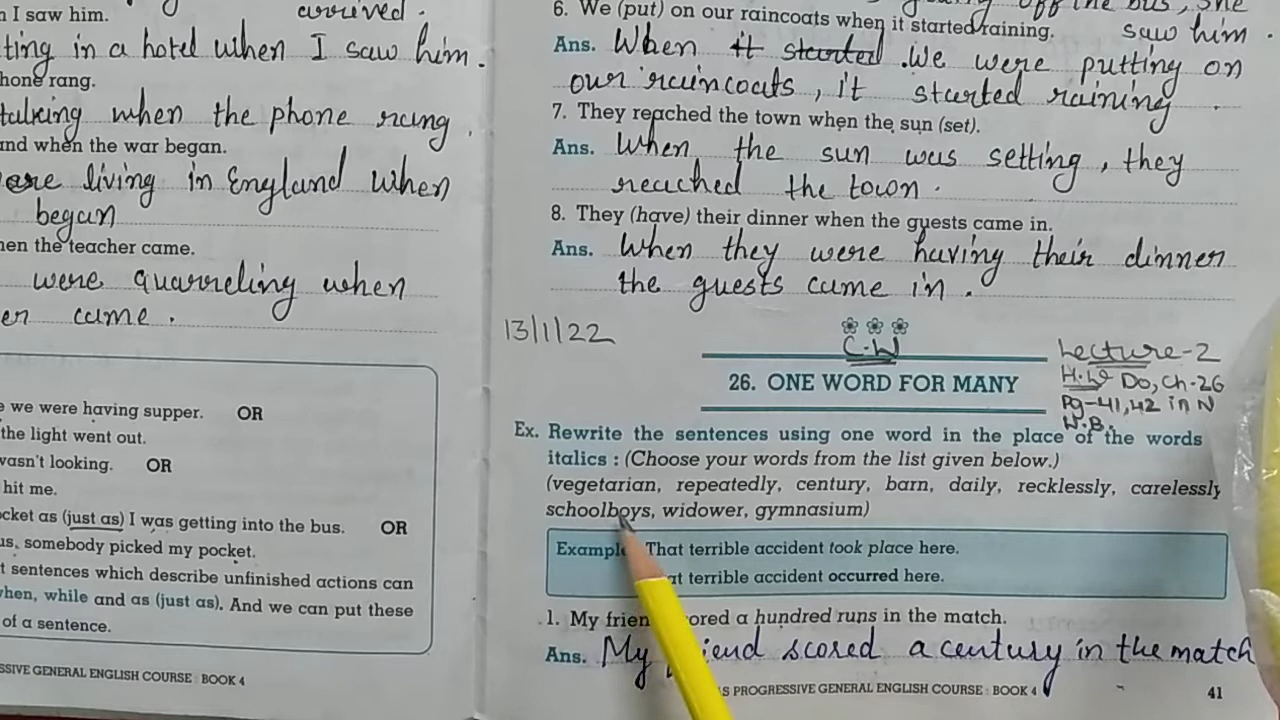 n I saw him.
arrived.
ting in a hotel when I saw him.
hone rang.
talking when the phone rang.
and when the war began.
ere living in England when
began
hen the teacher came.
were quarreling when
er came.
e we were having supper. OR
the light went out.
wasn't looking. OR
hit me.
cket as (just as) I was getting into the bus. OR
us, somebody picked my pocket.
t sentences which describe unfinished actions can
when, while and as (just as). And we can put these
of a sentence.
SSIVE GENERAL ENGLISH COURSE : BOOK 4
off the bus, she
saw him.
6. We (put) on our raincoats when it started raining.
Ans. When it started We were putting on
our raincoats, it started raining.
7. They reached the town when the sun (set).
Ans. When the sun was setting, they
reached the town.
8. They (have) their dinner when the guests came in.
Ans. When they were having their dinner
the guests came in.
13/1/22
C.W
Lecture-2
H.W Do, Ch-26
Pg-41,42 in N
N.B.
26. ONE WORD FOR MANY
Ex. Rewrite the sentences using one word in the place of the words
italics : (Choose your words from the list given below.)
(vegetarian, repeatedly, century, barn, daily, recklessly, carelessly
schoolboys, widower, gymnasium)
Example That terrible accident took place here.
at terrible accident occurred here.
1. My frien ored a hundred runs in the match.
Ans. My friend scored a century in the match
S PROGRESSIVE GENERAL ENGLISH COURSE : BOOK 4
41